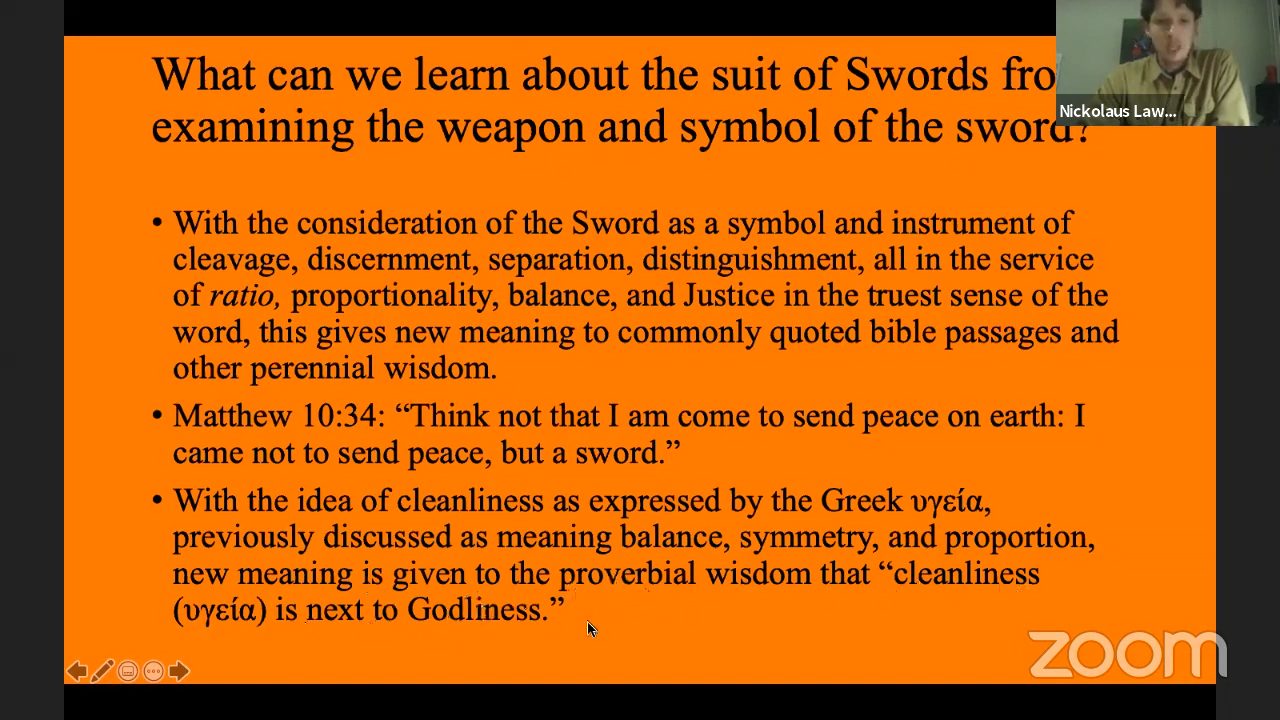 What can we learn about the suit of Swords fro
examining the weapon and symbol of the sword?
Nickolaus Law...
• With the consideration of the Sword as a symbol and instrument of
cleavage, discernment, separation, distinguishment, all in the service
of ratio, proportionality, balance, and Justice in the truest sense of the
word, this gives new meaning to commonly quoted bible passages and
other perennial wisdom.
• Matthew 10:34: “Think not that I am come to send peace on earth: I
came not to send peace, but a sword.”
• With the idea of cleanliness as expressed by the Greek υγεία,
previously discussed as meaning balance, symmetry, and proportion,
new meaning is given to the proverbial wisdom that “cleanliness
(υγεία) is next to Godliness.”
zoom